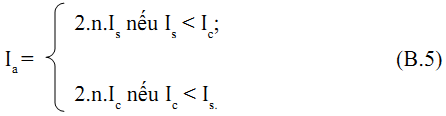 2.n.Is nếu Is < Ic;
Ia = (B.5)
2.n.Ic nếu Ic < Is.